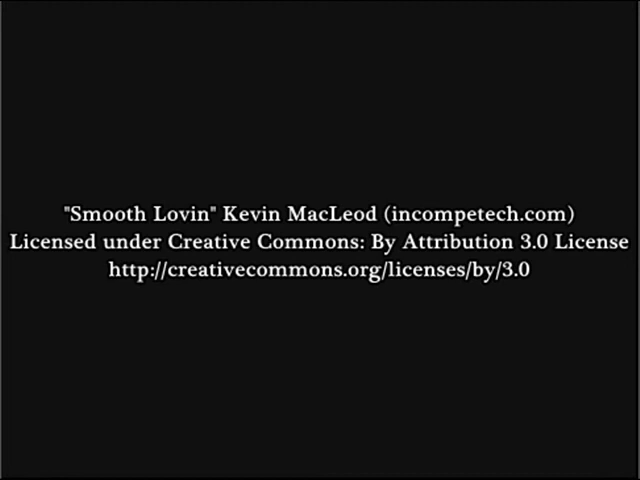 "Smooth Lovin" Kevin MacLeod (incompetech.com)
Licensed under Creative Commons: By Attribution 3.0 License
http://creativecommons.org/licenses/by/3.0